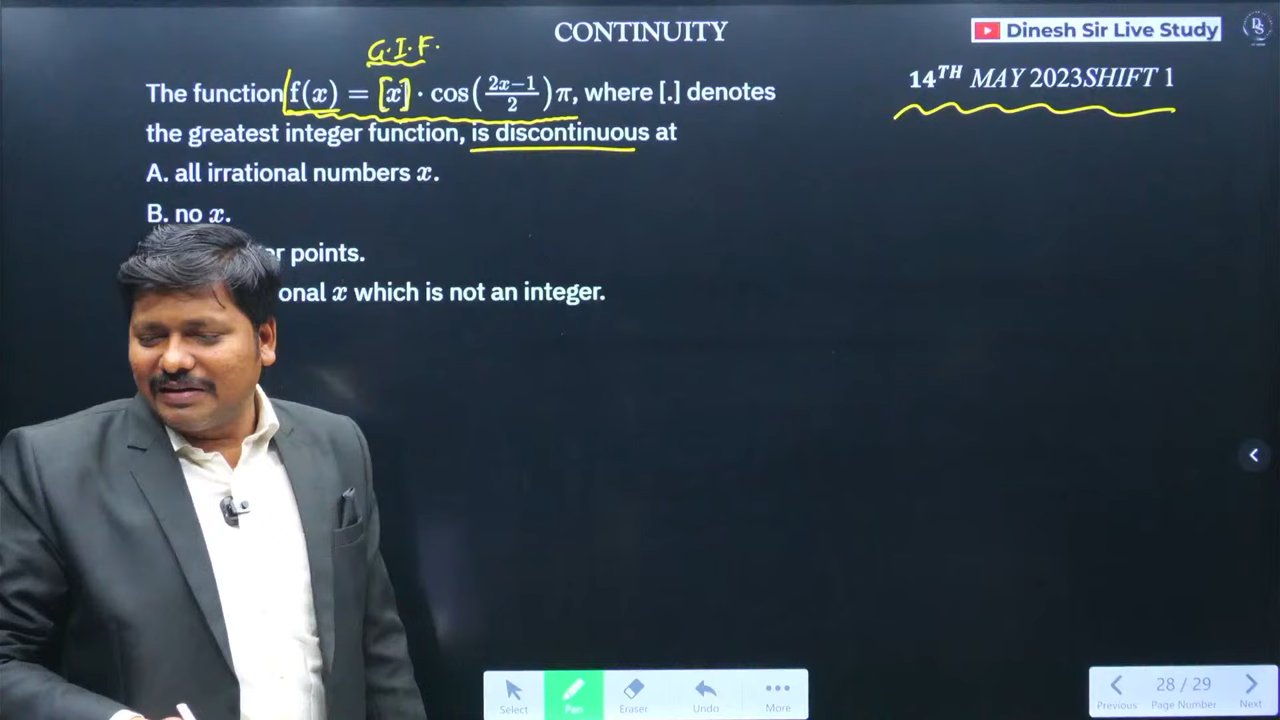 CONTINUITY
Dinesh Sir Live Study
DS
G.I.F.
14TH MAY 2023SHIFT 1
The function f(x) = [x] · cos((2x−1)/2)π, where [.] denotes
the greatest integer function, is discontinuous at
A. all irrational numbers x.
B. no x.
points.
x which is not an integer.
Select
Pen
Eraser
Undo
More
28 / 29
Previous
Page Number
Next